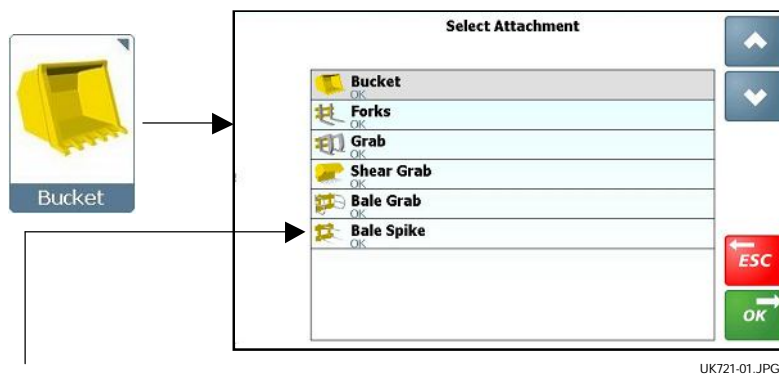 Select Attachment
Bucket
Bucket
OK
Forks
OK
Grab
OK
Shear Grab
OK
Bale Grab
OK
Bale Spike
OK
ESC
OK
UK721-01.JPG